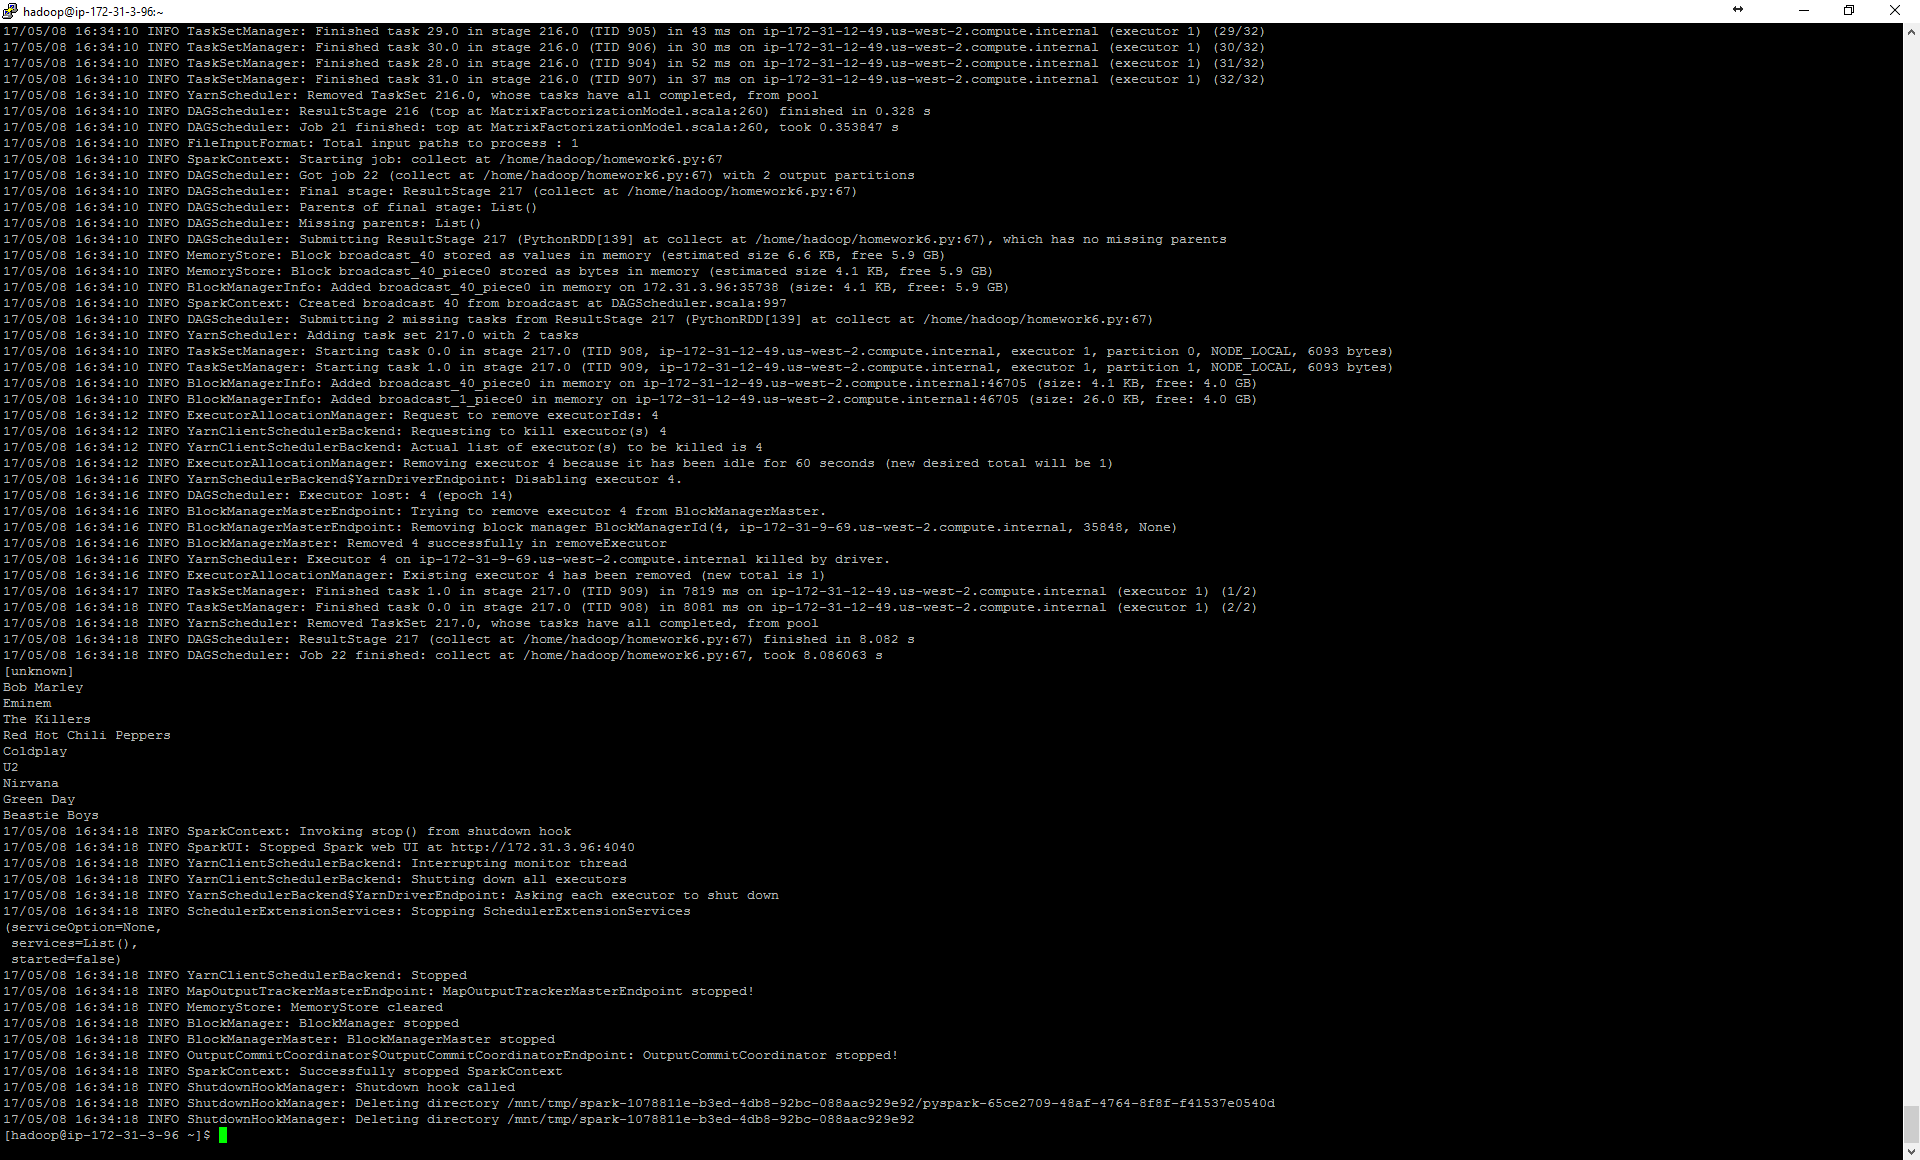 hadoop@ip-172-31-3-96:~
17/05/08 16:34:10 INFO TaskSetManager: Finished task 29.0 in stage 216.0 (TID 905) in 43 ms on ip-172-31-12-49.us-west-2.compute.internal (executor 1) (29/32)
17/05/08 16:34:10 INFO TaskSetManager: Finished task 30.0 in stage 216.0 (TID 906) in 30 ms on ip-172-31-12-49.us-west-2.compute.internal (executor 1) (30/32)
17/05/08 16:34:10 INFO TaskSetManager: Finished task 28.0 in stage 216.0 (TID 904) in 52 ms on ip-172-31-12-49.us-west-2.compute.internal (executor 1) (31/32)
17/05/08 16:34:10 INFO TaskSetManager: Finished task 31.0 in stage 216.0 (TID 907) in 37 ms on ip-172-31-12-49.us-west-2.compute.internal (executor 1) (32/32)
17/05/08 16:34:10 INFO YarnScheduler: Removed TaskSet 216.0, whose tasks have all completed, from pool
17/05/08 16:34:10 INFO DAGScheduler: ResultStage 216 (top at MatrixFactorizationModel.scala:260) finished in 0.328 s
17/05/08 16:34:10 INFO DAGScheduler: Job 21 finished: top at MatrixFactorizationModel.scala:260, took 0.353847 s
17/05/08 16:34:10 INFO FileInputFormat: Total input paths to process : 1
17/05/08 16:34:10 INFO SparkContext: Starting job: collect at /home/hadoop/homework6.py:67
17/05/08 16:34:10 INFO DAGScheduler: Got job 22 (collect at /home/hadoop/homework6.py:67) with 2 output partitions
17/05/08 16:34:10 INFO DAGScheduler: Final stage: ResultStage 217 (collect at /home/hadoop/homework6.py:67)
17/05/08 16:34:10 INFO DAGScheduler: Parents of final stage: List()
17/05/08 16:34:10 INFO DAGScheduler: Missing parents: List()
17/05/08 16:34:10 INFO DAGScheduler: Submitting ResultStage 217 (PythonRDD[139] at collect at /home/hadoop/homework6.py:67), which has no missing parents
17/05/08 16:34:10 INFO MemoryStore: Block broadcast_40 stored as values in memory (estimated size 6.6 KB, free 5.9 GB)
17/05/08 16:34:10 INFO MemoryStore: Block broadcast_40_piece0 stored as bytes in memory (estimated size 4.1 KB, free 5.9 GB)
17/05/08 16:34:10 INFO BlockManagerInfo: Added broadcast_40_piece0 in memory on 172.31.3.96:35738 (size: 4.1 KB, free: 5.9 GB)
17/05/08 16:34:10 INFO SparkContext: Created broadcast 40 from broadcast at DAGScheduler.scala:997
17/05/08 16:34:10 INFO DAGScheduler: Submitting 2 missing tasks from ResultStage 217 (PythonRDD[139] at collect at /home/hadoop/homework6.py:67)
17/05/08 16:34:10 INFO YarnScheduler: Adding task set 217.0 with 2 tasks
17/05/08 16:34:10 INFO TaskSetManager: Starting task 0.0 in stage 217.0 (TID 908, ip-172-31-12-49.us-west-2.compute.internal, executor 1, partition 0, NODE_LOCAL, 6093 bytes)
17/05/08 16:34:10 INFO TaskSetManager: Starting task 1.0 in stage 217.0 (TID 909, ip-172-31-12-49.us-west-2.compute.internal, executor 1, partition 1, NODE_LOCAL, 6093 bytes)
17/05/08 16:34:10 INFO BlockManagerInfo: Added broadcast_40_piece0 in memory on ip-172-31-12-49.us-west-2.compute.internal:46705 (size: 4.1 KB, free: 4.0 GB)
17/05/08 16:34:10 INFO BlockManagerInfo: Added broadcast_1_piece0 in memory on ip-172-31-12-49.us-west-2.compute.internal:46705 (size: 26.0 KB, free: 4.0 GB)
17/05/08 16:34:12 INFO ExecutorAllocationManager: Request to remove executorIds: 4
17/05/08 16:34:12 INFO YarnClientSchedulerBackend: Requesting to kill executor(s) 4
17/05/08 16:34:12 INFO YarnClientSchedulerBackend: Actual list of executor(s) to be killed is 4
17/05/08 16:34:12 INFO ExecutorAllocationManager: Removing executor 4 because it has been idle for 60 seconds (new desired total will be 1)
17/05/08 16:34:16 INFO YarnSchedulerBackend$YarnDriverEndpoint: Disabling executor 4.
17/05/08 16:34:16 INFO DAGScheduler: Executor lost: 4 (epoch 14)
17/05/08 16:34:16 INFO BlockManagerMasterEndpoint: Trying to remove executor 4 from BlockManagerMaster.
17/05/08 16:34:16 INFO BlockManagerMasterEndpoint: Removing block manager BlockManagerId(4, ip-172-31-9-69.us-west-2.compute.internal, 35848, None)
17/05/08 16:34:16 INFO BlockManagerMaster: Removed 4 successfully in removeExecutor
17/05/08 16:34:16 INFO YarnScheduler: Executor 4 on ip-172-31-9-69.us-west-2.compute.internal killed by driver.
17/05/08 16:34:16 INFO ExecutorAllocationManager: Existing executor 4 has been removed (new total is 1)
17/05/08 16:34:17 INFO TaskSetManager: Finished task 1.0 in stage 217.0 (TID 909) in 7819 ms on ip-172-31-12-49.us-west-2.compute.internal (executor 1) (1/2)
17/05/08 16:34:18 INFO TaskSetManager: Finished task 0.0 in stage 217.0 (TID 908) in 8081 ms on ip-172-31-12-49.us-west-2.compute.internal (executor 1) (2/2)
17/05/08 16:34:18 INFO YarnScheduler: Removed TaskSet 217.0, whose tasks have all completed, from pool
17/05/08 16:34:18 INFO DAGScheduler: ResultStage 217 (collect at /home/hadoop/homework6.py:67) finished in 8.082 s
17/05/08 16:34:18 INFO DAGScheduler: Job 22 finished: collect at /home/hadoop/homework6.py:67, took 8.086063 s
[unknown]
Bob Marley
Eminem
The Killers
Red Hot Chili Peppers
Coldplay
U2
Nirvana
Green Day
Beastie Boys
17/05/08 16:34:18 INFO SparkContext: Invoking stop() from shutdown hook
17/05/08 16:34:18 INFO SparkUI: Stopped Spark web UI at http://172.31.3.96:4040
17/05/08 16:34:18 INFO YarnClientSchedulerBackend: Interrupting monitor thread
17/05/08 16:34:18 INFO YarnClientSchedulerBackend: Shutting down all executors
17/05/08 16:34:18 INFO YarnSchedulerBackend$YarnDriverEndpoint: Asking each executor to shut down
17/05/08 16:34:18 INFO SchedulerExtensionServices: Stopping SchedulerExtensionServices
(serviceOption=None,
 services=List(),
 started=false)
17/05/08 16:34:18 INFO YarnClientSchedulerBackend: Stopped
17/05/08 16:34:18 INFO MapOutputTrackerMasterEndpoint: MapOutputTrackerMasterEndpoint stopped!
17/05/08 16:34:18 INFO MemoryStore: MemoryStore cleared
17/05/08 16:34:18 INFO BlockManager: BlockManager stopped
17/05/08 16:34:18 INFO BlockManagerMaster: BlockManagerMaster stopped
17/05/08 16:34:18 INFO OutputCommitCoordinator$OutputCommitCoordinatorEndpoint: OutputCommitCoordinator stopped!
17/05/08 16:34:18 INFO SparkContext: Successfully stopped SparkContext
17/05/08 16:34:18 INFO ShutdownHookManager: Shutdown hook called
17/05/08 16:34:18 INFO ShutdownHookManager: Deleting directory /mnt/tmp/spark-1078811e-b3ed-4db8-92bc-088aac929e92/pyspark-65ce2709-48af-4764-8f8f-f41537e0540d
17/05/08 16:34:18 INFO ShutdownHookManager: Deleting directory /mnt/tmp/spark-1078811e-b3ed-4db8-92bc-088aac929e92
[hadoop@ip-172-31-3-96 ~]$